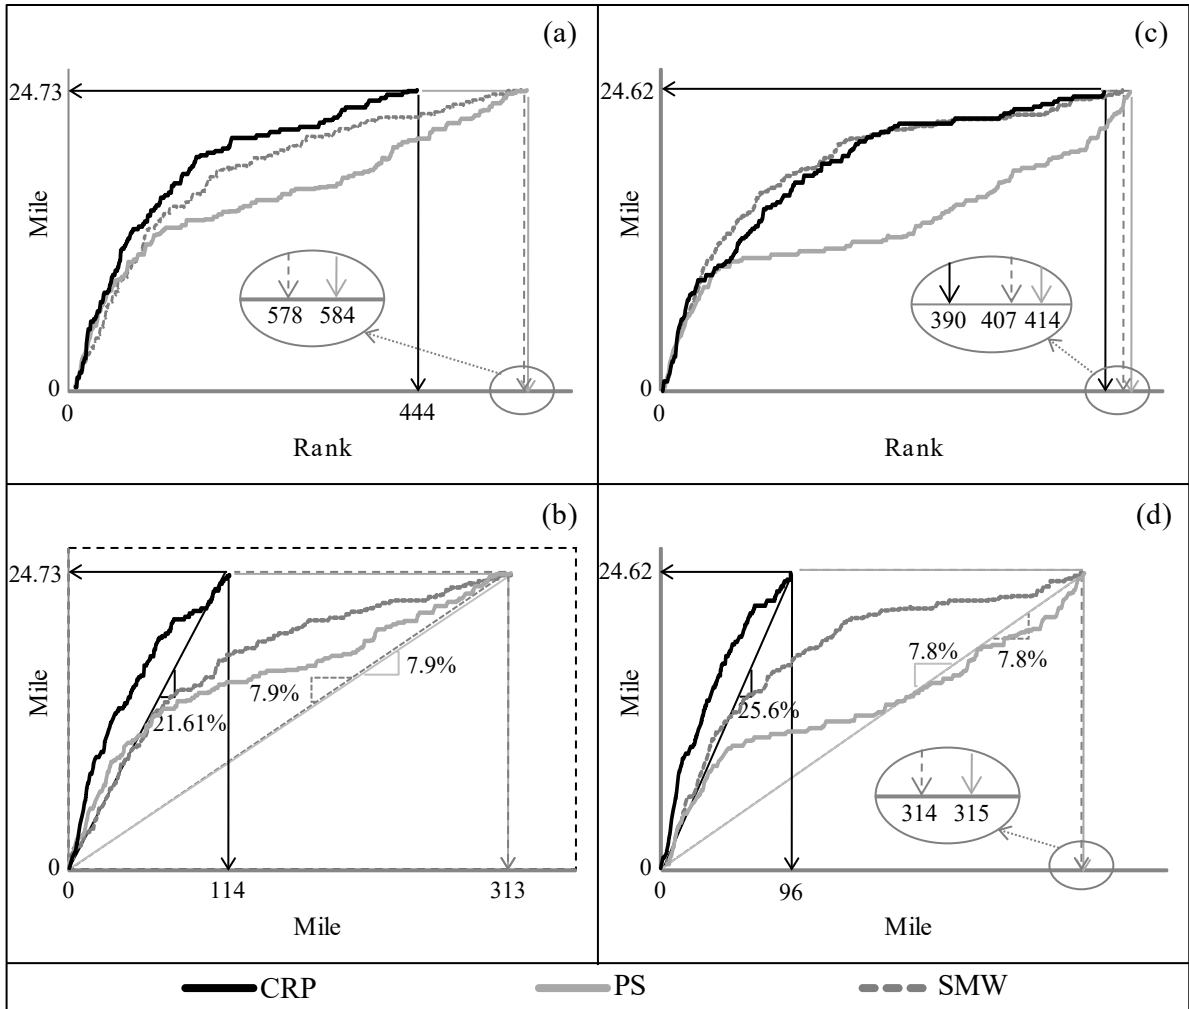 (a)
24.73
Mile
578 584
0
0
444
Rank
(c)
24.62
Mile
390 407 414
0
0
Rank
(b)
24.73
Mile
7.9%
7.9%
21.61%
0
0
114
313
Mile
(d)
24.62
Mile
7.8%
7.8%
25.6%
314 315
0
0
96
Mile
CRP PS SMW